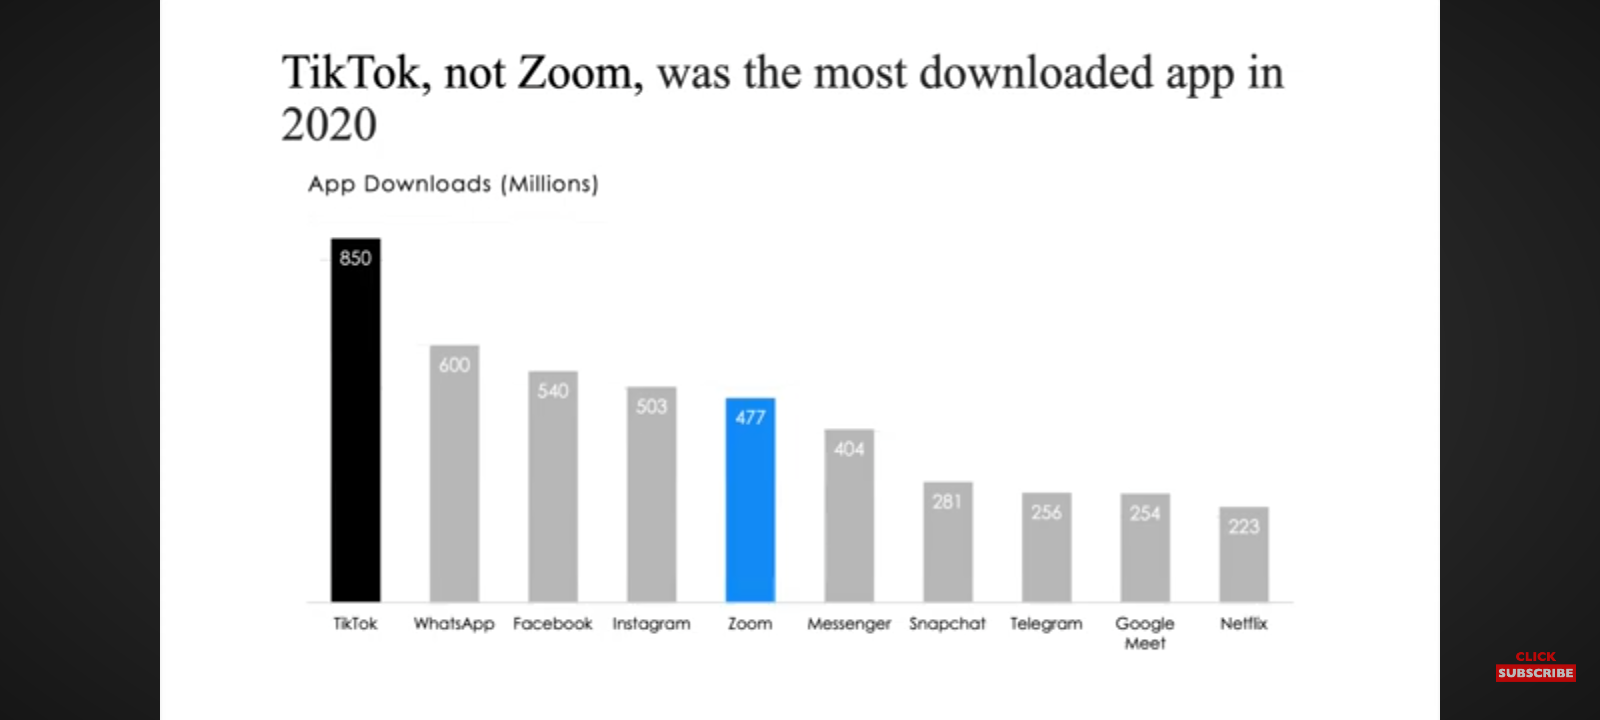 TikTok, not Zoom, was the most downloaded app in
2020
App Downloads (Millions)
850
600
540
503
477
404
281
256
254
223
TikTok WhatsApp Facebook Instagram Zoom Messenger Snapchat Telegram Google Netflix
Meet
CLICK
SUBSCRIBE